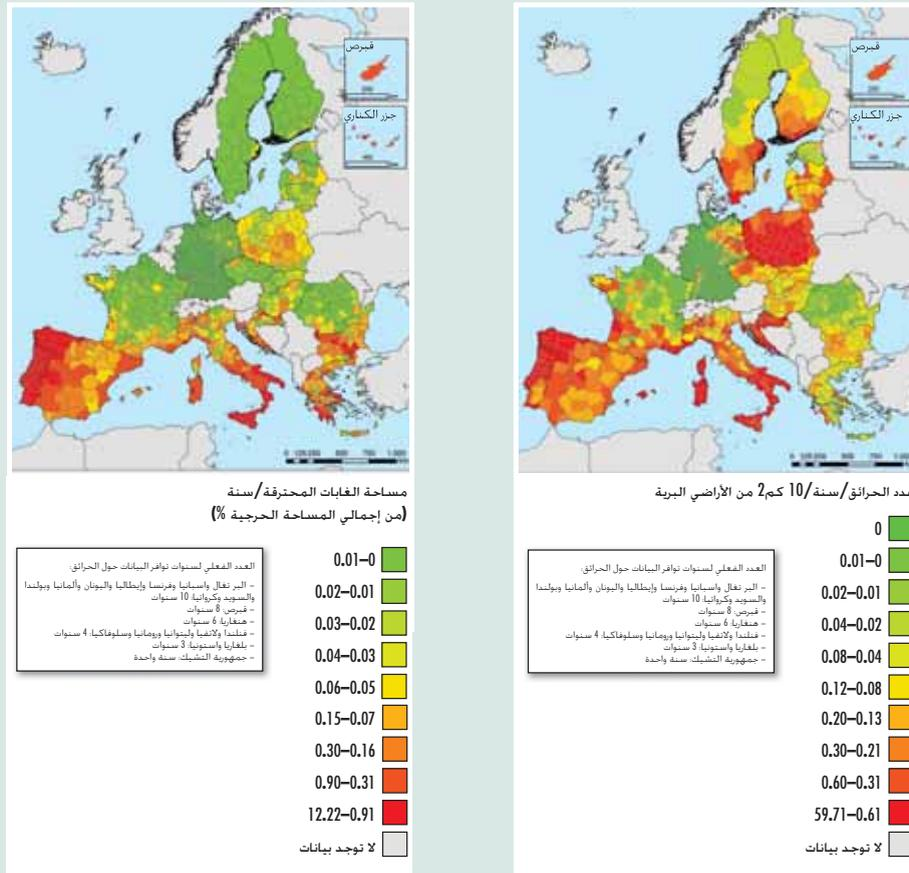 قبرص
جزر الكناري
مساحة الغابات المحترقة/سنة
(من إجمالي المساحة الحرجية %)
العدد الفعلي لسنوات توافر البيانات حول الحرائق:
- البرتغال واسبانيا وفرنسا وإيطاليا واليونان وألمانيا وبولندا
والسويد وكرواتيا: 10 سنوات
- قبرص: 8 سنوات
- هنغاريا: 6 سنوات
- فنلندا ولاتفيا وليتوانيا ورومانيا وسلوفاكيا: 4 سنوات
- بلغاريا واستونيا: 3 سنوات
- جمهورية التشيك: سنة واحدة
0.01–0
0.02–0.01
0.03–0.02
0.04–0.03
0.06–0.05
0.15–0.07
0.30–0.16
0.90–0.31
12.22–0.91
لا توجد بيانات
قبرص
جزر الكناري
الحرائق/سنة/10 كم2 من الأراضي البرية
العدد الفعلي لسنوات توافر البيانات حول الحرائق:
- البرتغال واسبانيا وفرنسا وإيطاليا واليونان وألمانيا وبولندا
والسويد وكرواتيا: 10 سنوات
- قبرص: 8 سنوات
- هنغاريا: 6 سنوات
- فنلندا ولاتفيا وليتوانيا ورومانيا وسلوفاكيا: 4 سنوات
- بلغاريا واستونيا: 3 سنوات
- جمهورية التشيك: سنة واحدة
0
0.01–0
0.02–0.01
0.04–0.02
0.08–0.04
0.12–0.08
0.20–0.13
0.30–0.21
0.60–0.31
59.71–0.61
لا توجد بيانات